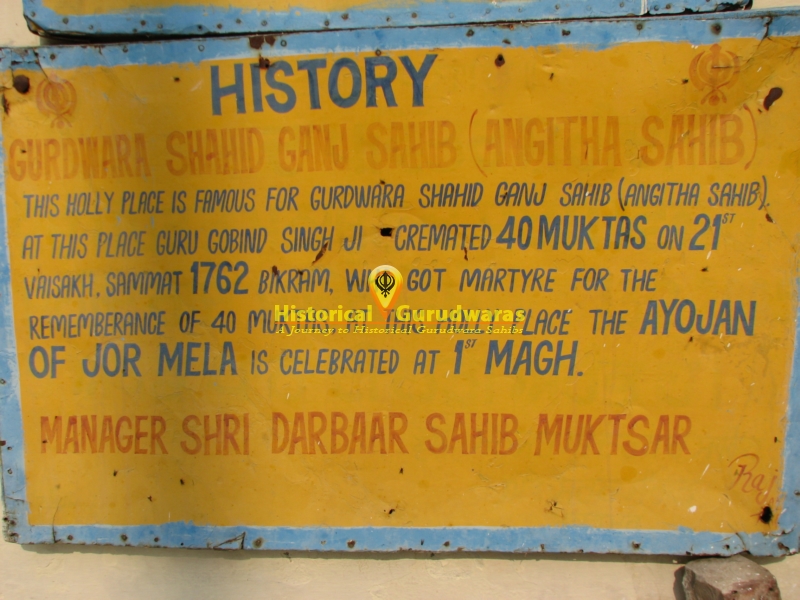 HISTORY
GURDWARA SHAHID GANJ SAHIB (ANGITHA SAHIB)
THIS HOLLY PLACE IS FAMOUS FOR GURDWARA SHAHID GANJ SAHIB (ANGITHA SAHIB).
AT THIS PLACE GURU GOBIND SINGH JI CREMATED 40 MUKTAS ON 21ST
VAISAKH, SAMMAT 1762 BIKRAM, GOT MARTYRE FOR THE
Historical Gurudwaras
A Journey to Historical Gurudwara Sahibs
REMEMBERANCE OF 40 PLACE THE AYOJAN
OF JOR MELA IS CELEBRATED AT 1ST MAGH.
MANAGER SHRI DARBAAR SAHIB MUKTSAR
Raj